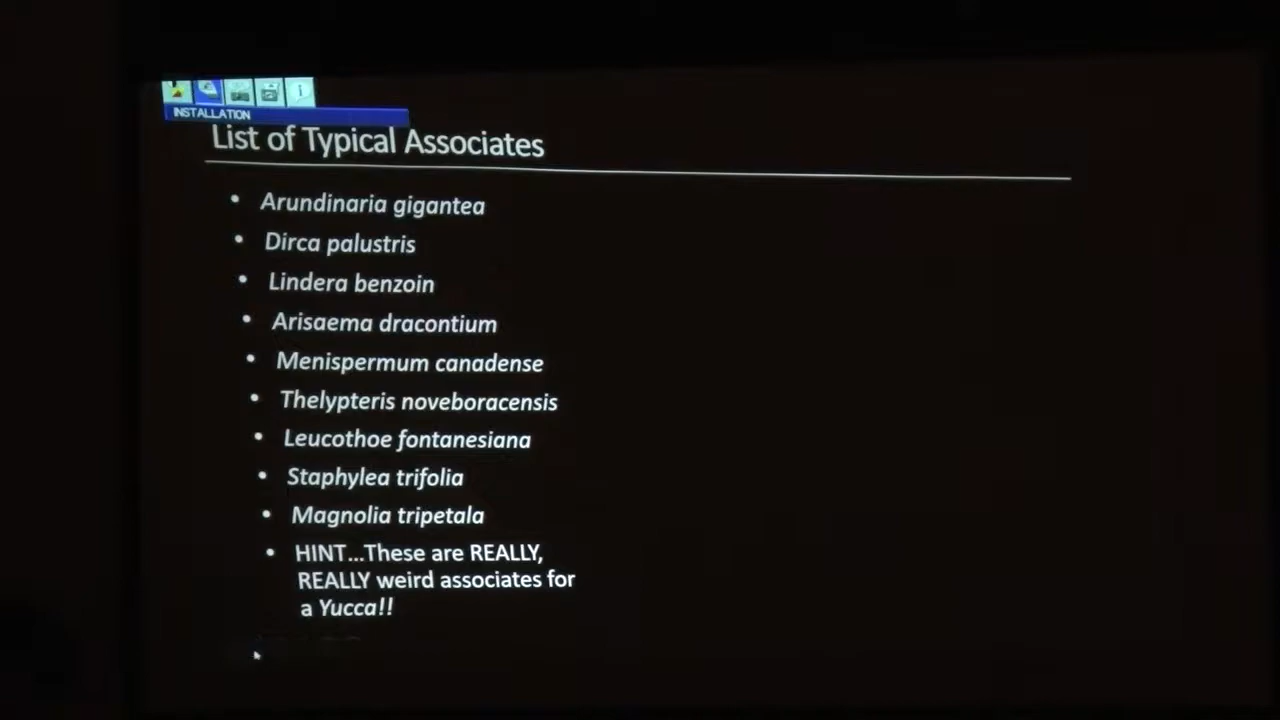 INSTALLATION
List of Typical Associates
• Arundinaria gigantea
• Dirca palustris
• Lindera benzoin
• Arisaema dracontium
• Menispermum canadense
• Thelypteris noveboracensis
• Leucothoe fontanesiana
• Staphylea trifolia
• Magnolia tripetala
• HINT...These are REALLY,
REALLY weird associates for
a Yucca!!